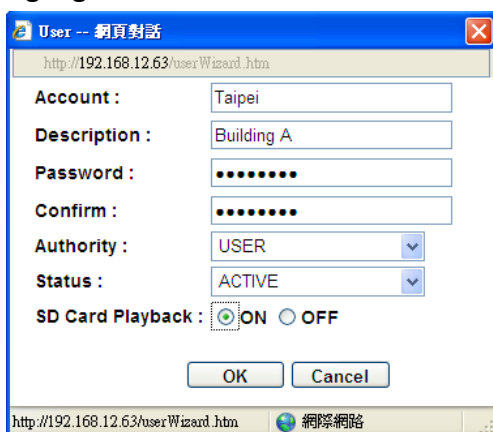 User -- 網頁對話
http://192.168.12.63/userWizard.htm
Account : Taipei
Description : Building A
Password : ●●●●●●●●
Confirm : ●●●●●●●●
Authority : USER
Status : ACTIVE
SD Card Playback : ON OFF
OK Cancel
http://192.168.12.63/userWizard.htm 網際網路